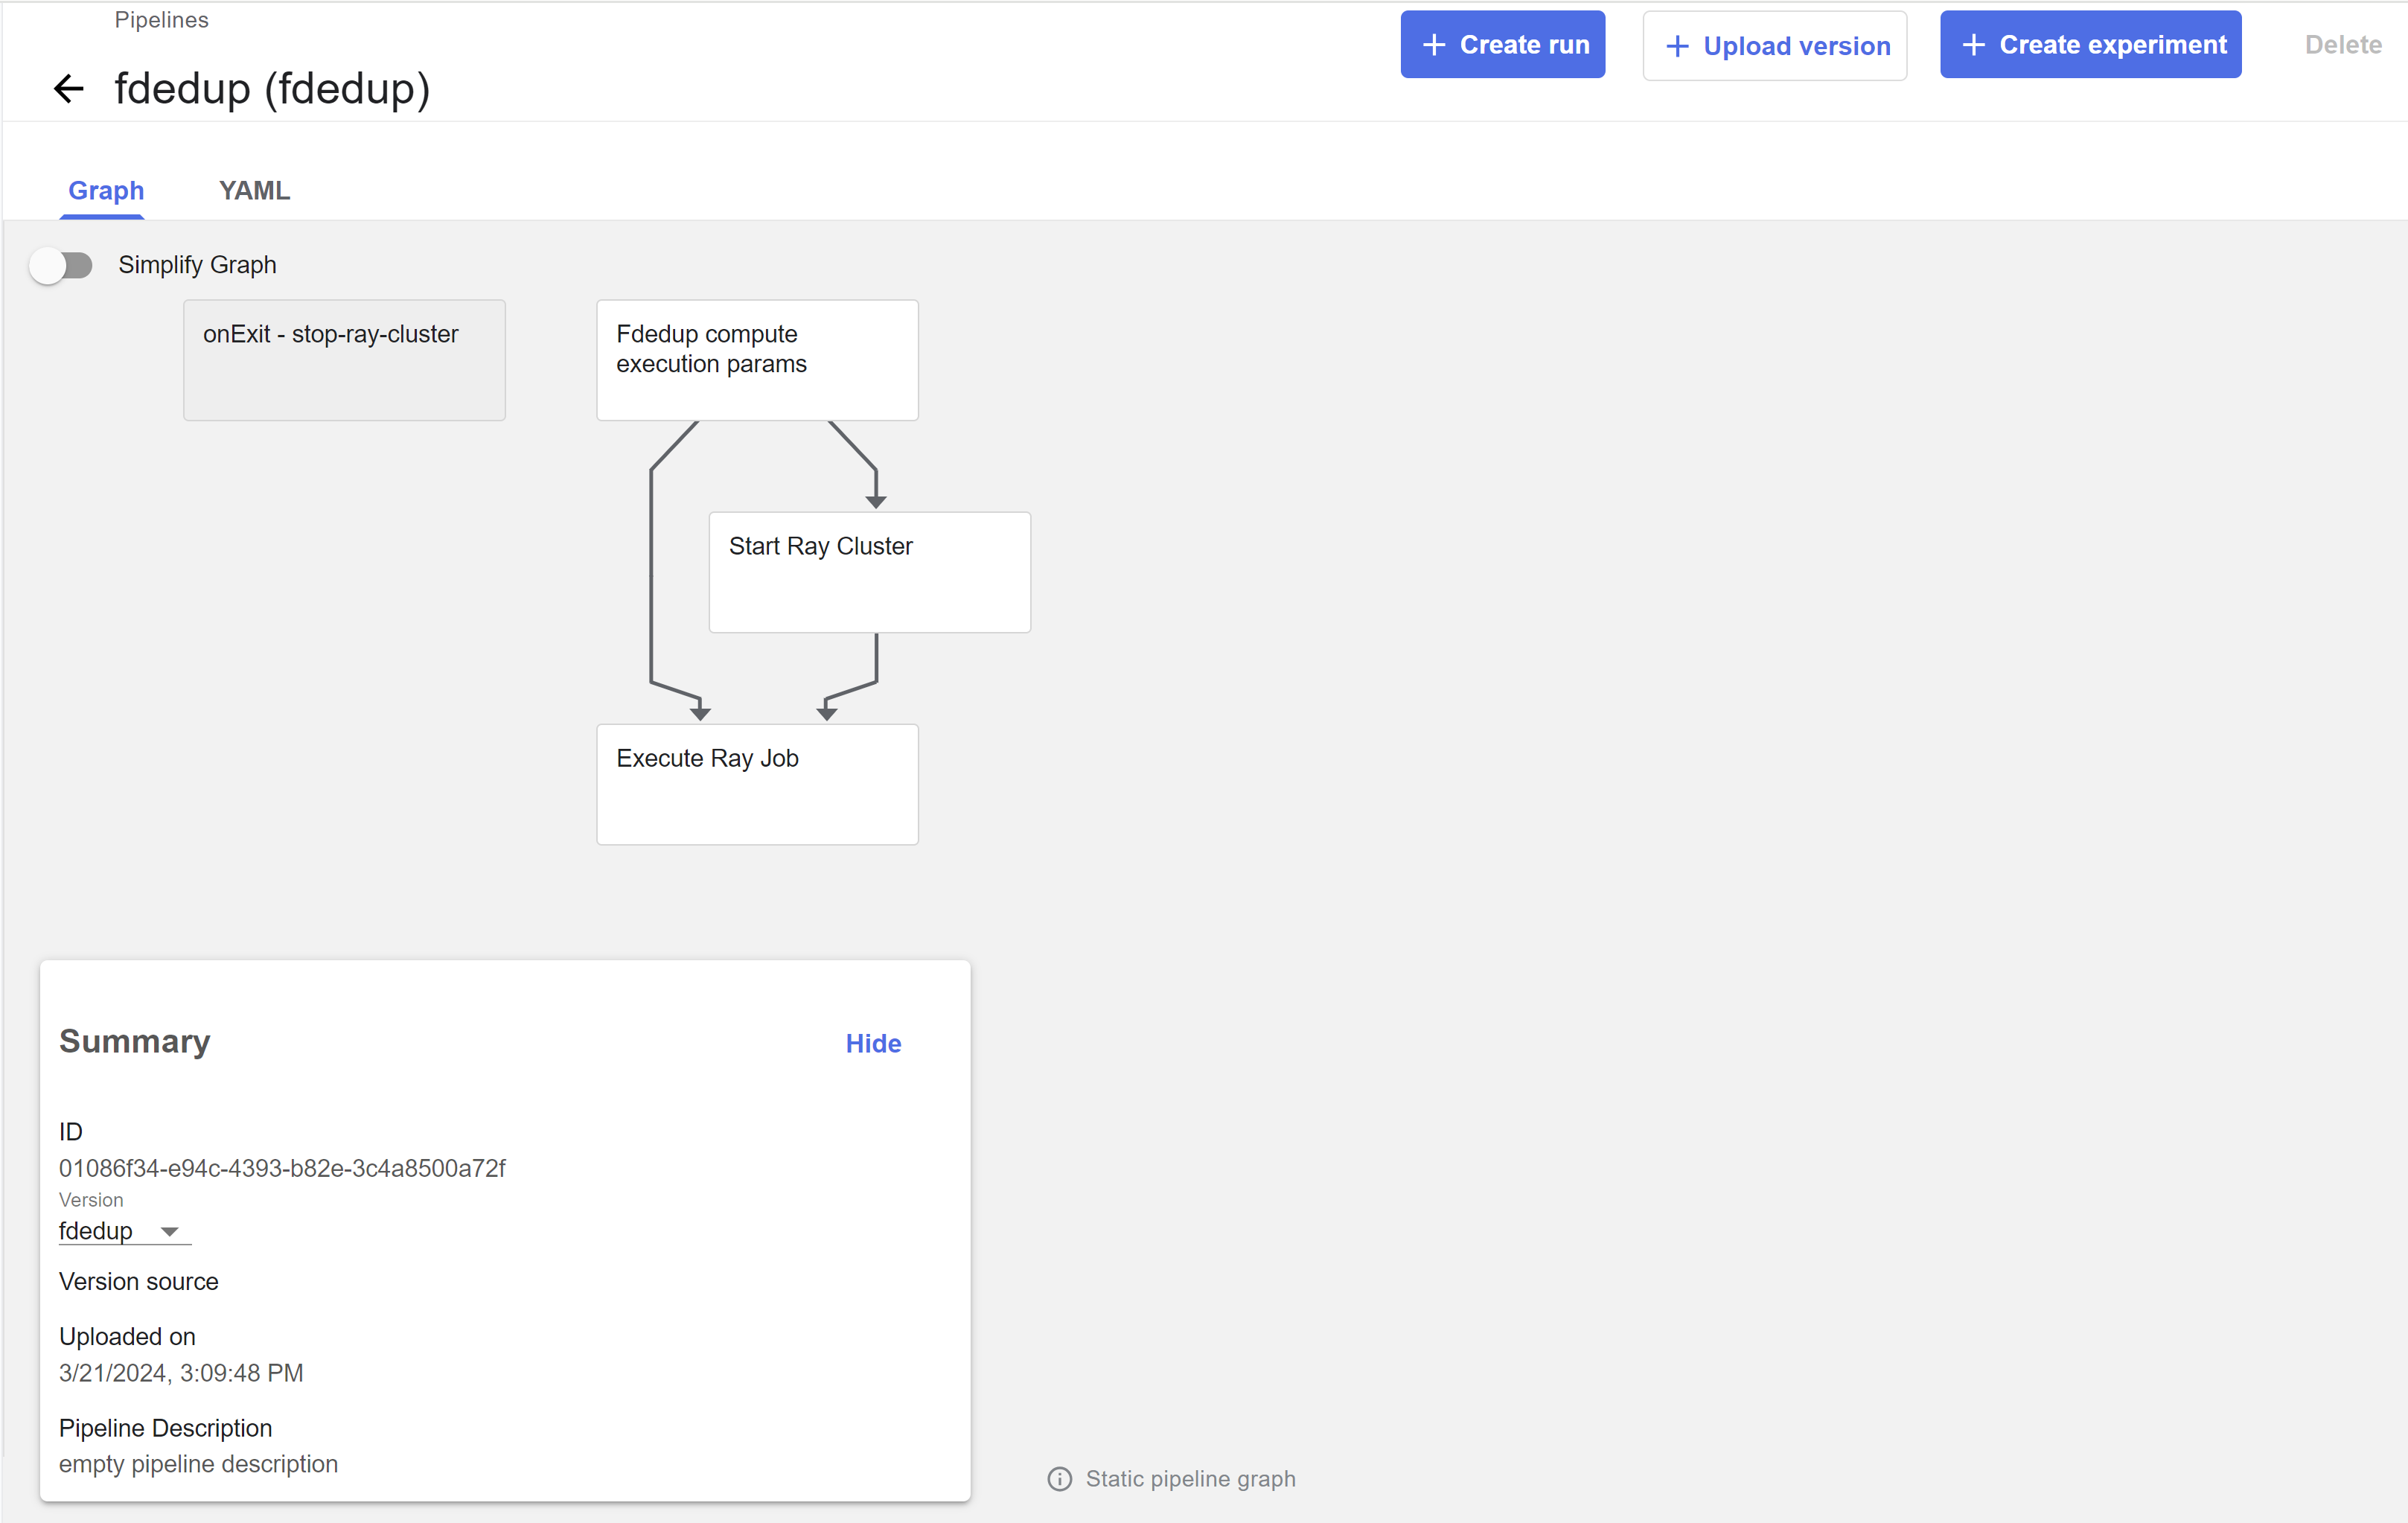 Pipelines
fdedup (fdedup)
Create run
Upload version
Create experiment
Delete
Graph
YAML
Simplify Graph
onExit - stop-ray-cluster
Fdedup compute
execution params
Start Ray Cluster
Execute Ray Job
Summary
Hide
ID
01086f34-e94c-4393-b82e-3c4a8500a72f
Version
fdedup
Version source
Uploaded on
3/21/2024, 3:09:48 PM
Pipeline Description
empty pipeline description
Static pipeline graph